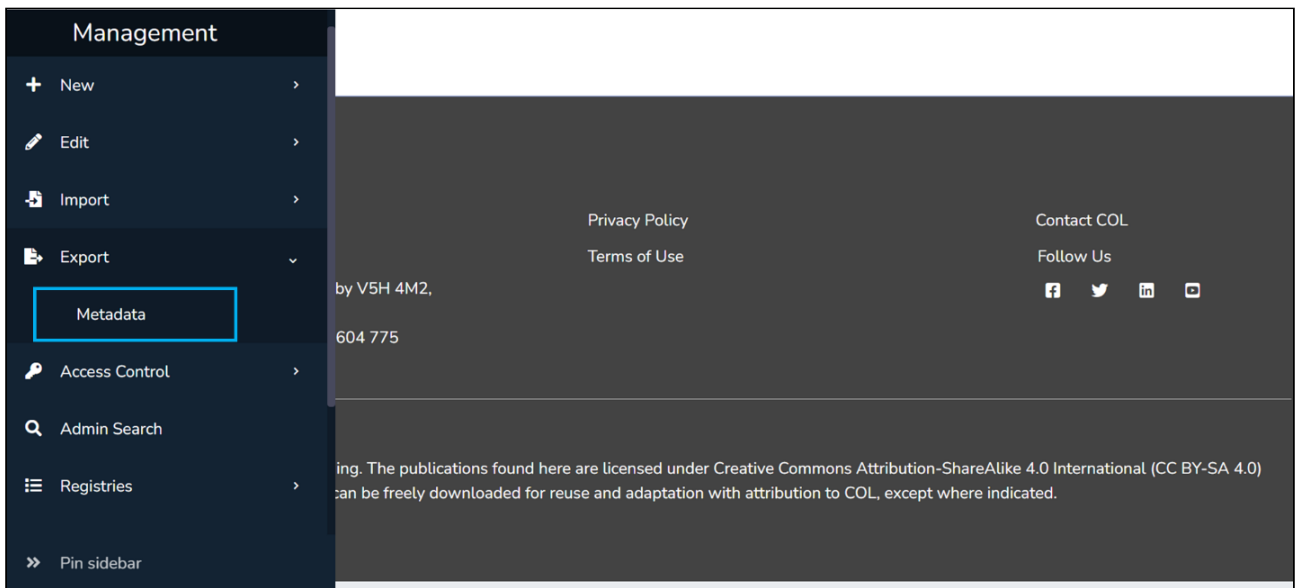 Management
New
Edit
Import
Export
Metadata
Access Control
Admin Search
Registries
Pin sidebar
Privacy Policy
Terms of Use
by V5H 4M2,
604 775
Contact COL
Follow Us
ing. The publications found here are licensed under Creative Commons Attribution-ShareAlike 4.0 International (CC BY-SA 4.0)
can be freely downloaded for reuse and adaptation with attribution to COL, except where indicated.